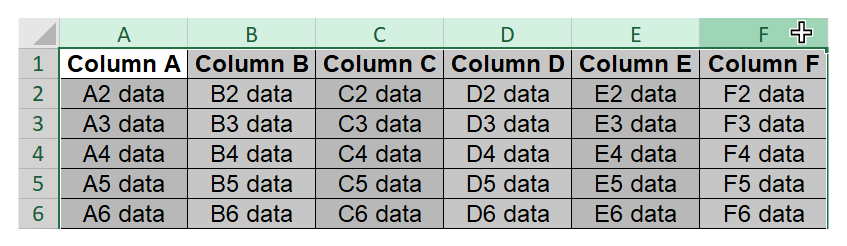 A B C D E F
1 Column A Column B Column C Column D Column E Column F
2 A2 data B2 data C2 data D2 data E2 data F2 data
3 A3 data B3 data C3 data D3 data E3 data F3 data
4 A4 data B4 data C4 data D4 data E4 data F4 data
5 A5 data B5 data C5 data D5 data E5 data F5 data
6 A6 data B6 data C6 data D6 data E6 data F6 data